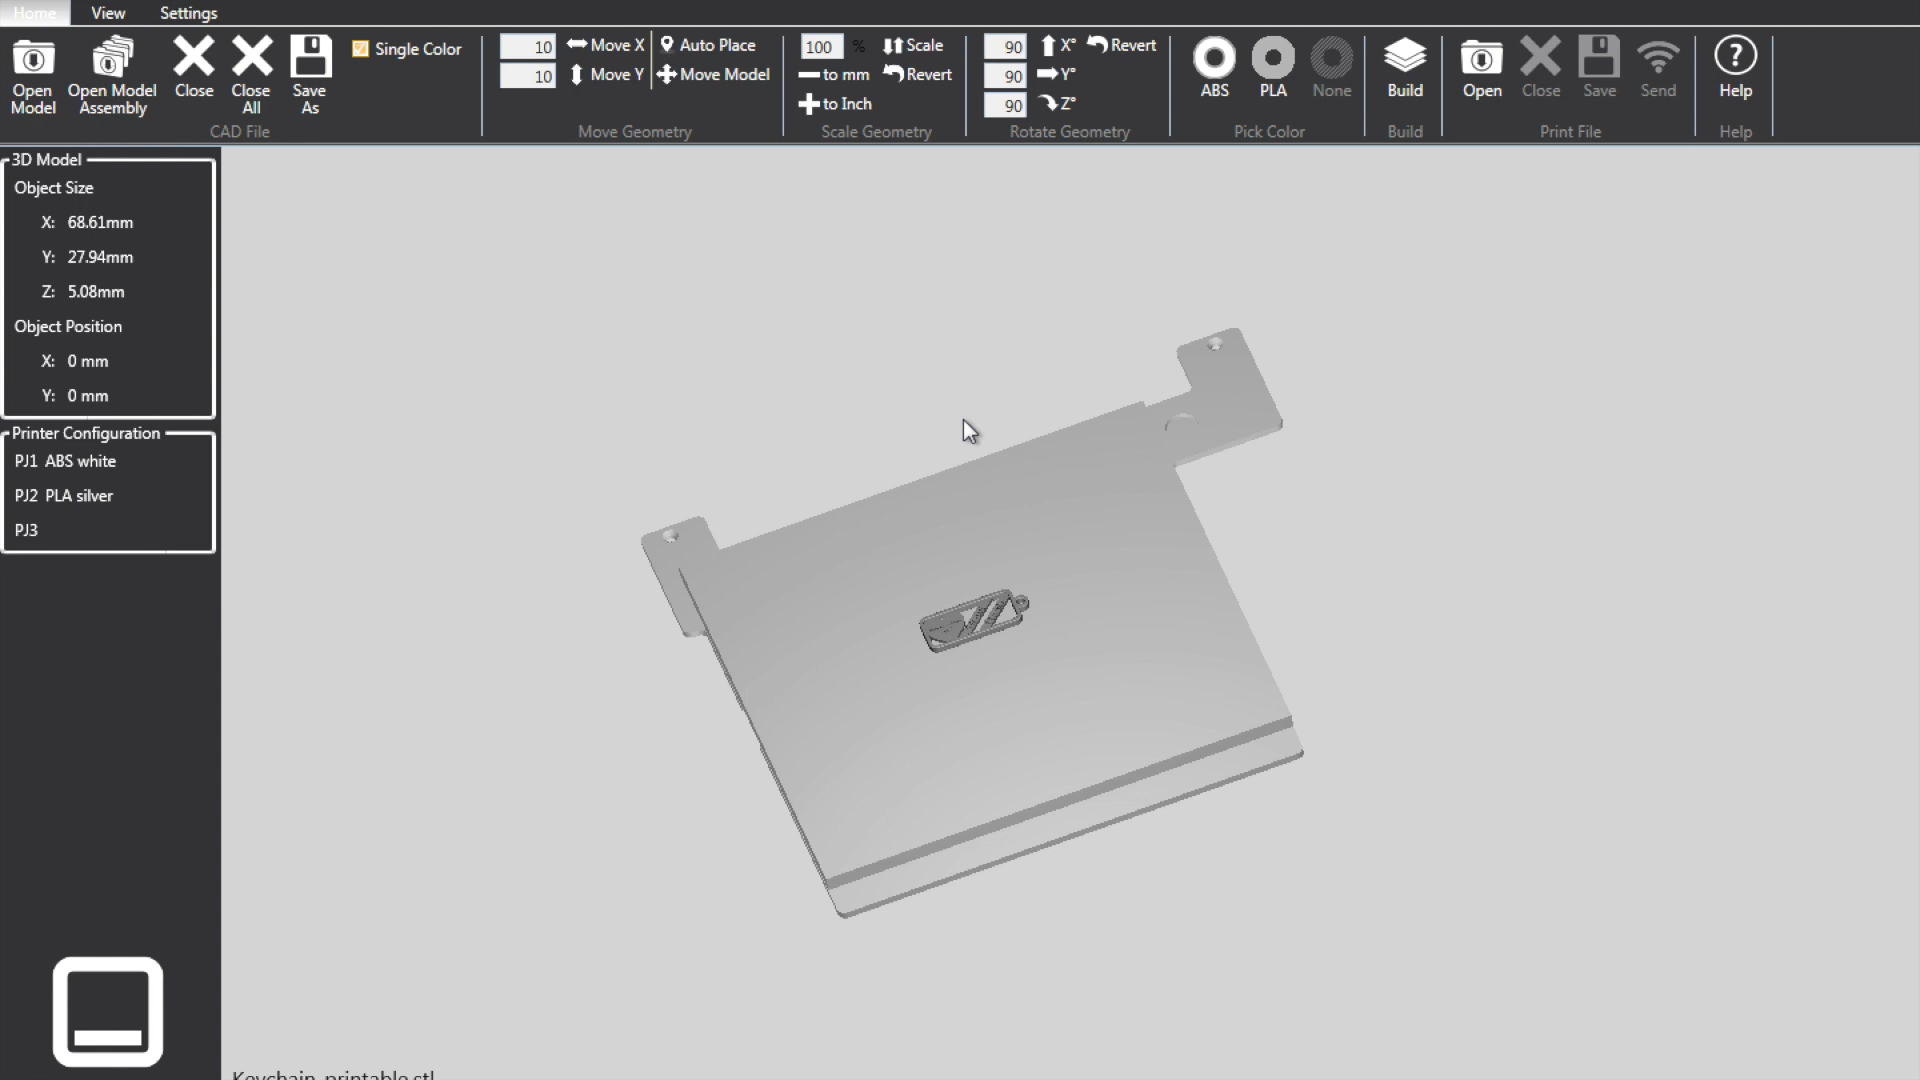 Home View Settings
Open Model
Open Model Assembly
Close
Close All
Save As
Single Color
CAD File
10 Move X Auto Place
10 Move Y Move Model
Move Geometry
100 % Scale
to mm Revert
to Inch
Scale Geometry
90 X° Revert
90 Y°
90 Z°
Rotate Geometry
ABS PLA None
Pick Color
Build
Build
Open Close Save Send
Print File
?
Help
Help
3D Model
Object Size
X: 68.61mm
Y: 27.94mm
Z: 5.08mm
Object Position
X: 0 mm
Y: 0 mm
Printer Configuration
PJ1 ABS white
PJ2 PLA silver
PJ3
Keychain_printable.stl